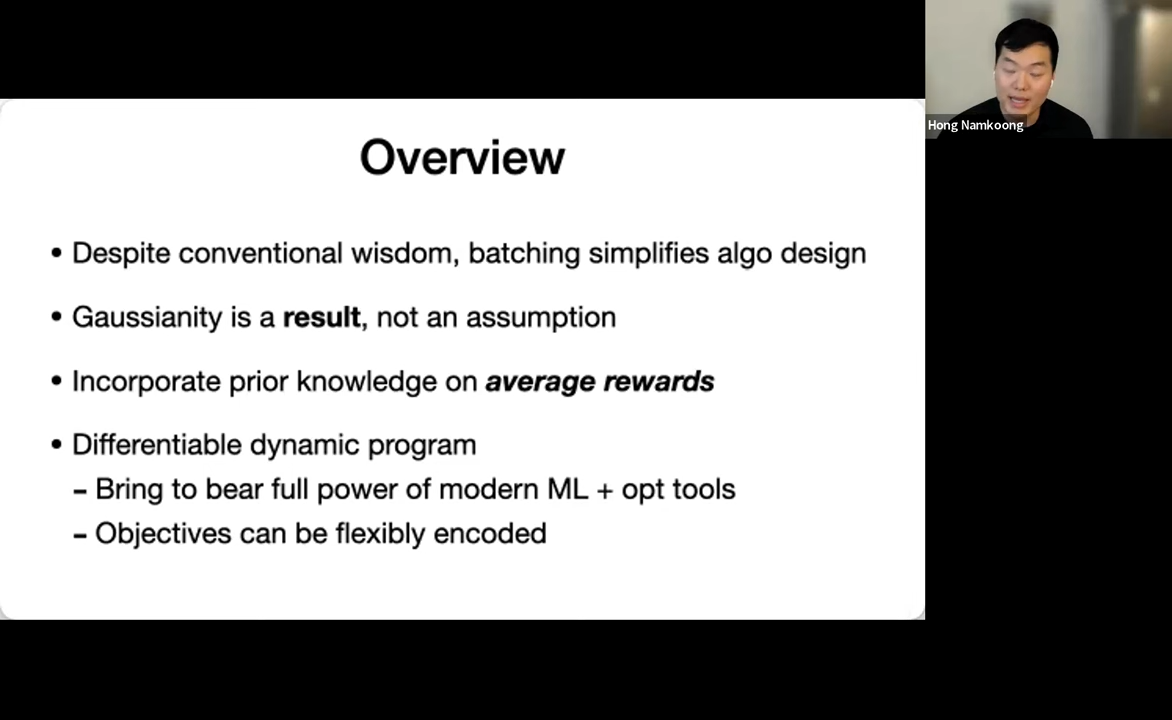 Hong Namkoong
Overview
• Despite conventional wisdom, batching simplifies algo design
• Gaussianity is a result, not an assumption
• Incorporate prior knowledge on average rewards
• Differentiable dynamic program
– Bring to bear full power of modern ML + opt tools
– Objectives can be flexibly encoded